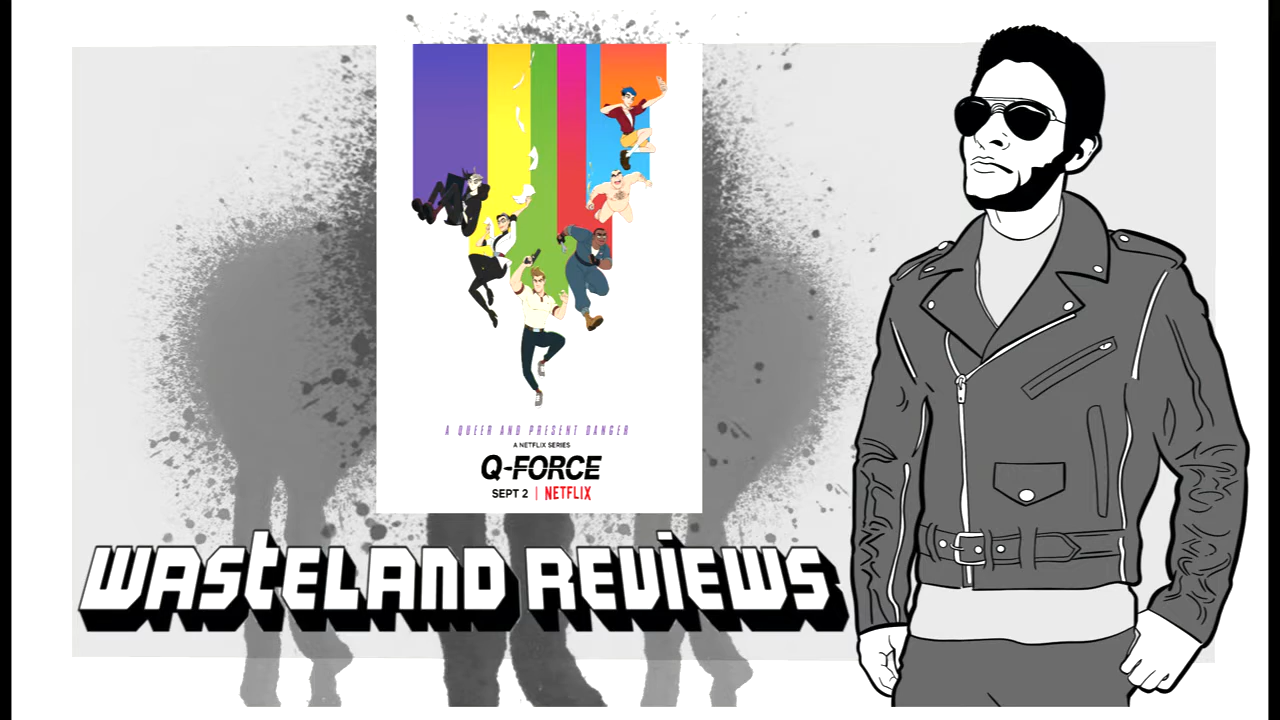 A QUEER AND PRESENT DANGER
A NETFLIX SERIES
Q-FORCE
SEPT 2 | NETFLIX
WASTELAND REVIEWS